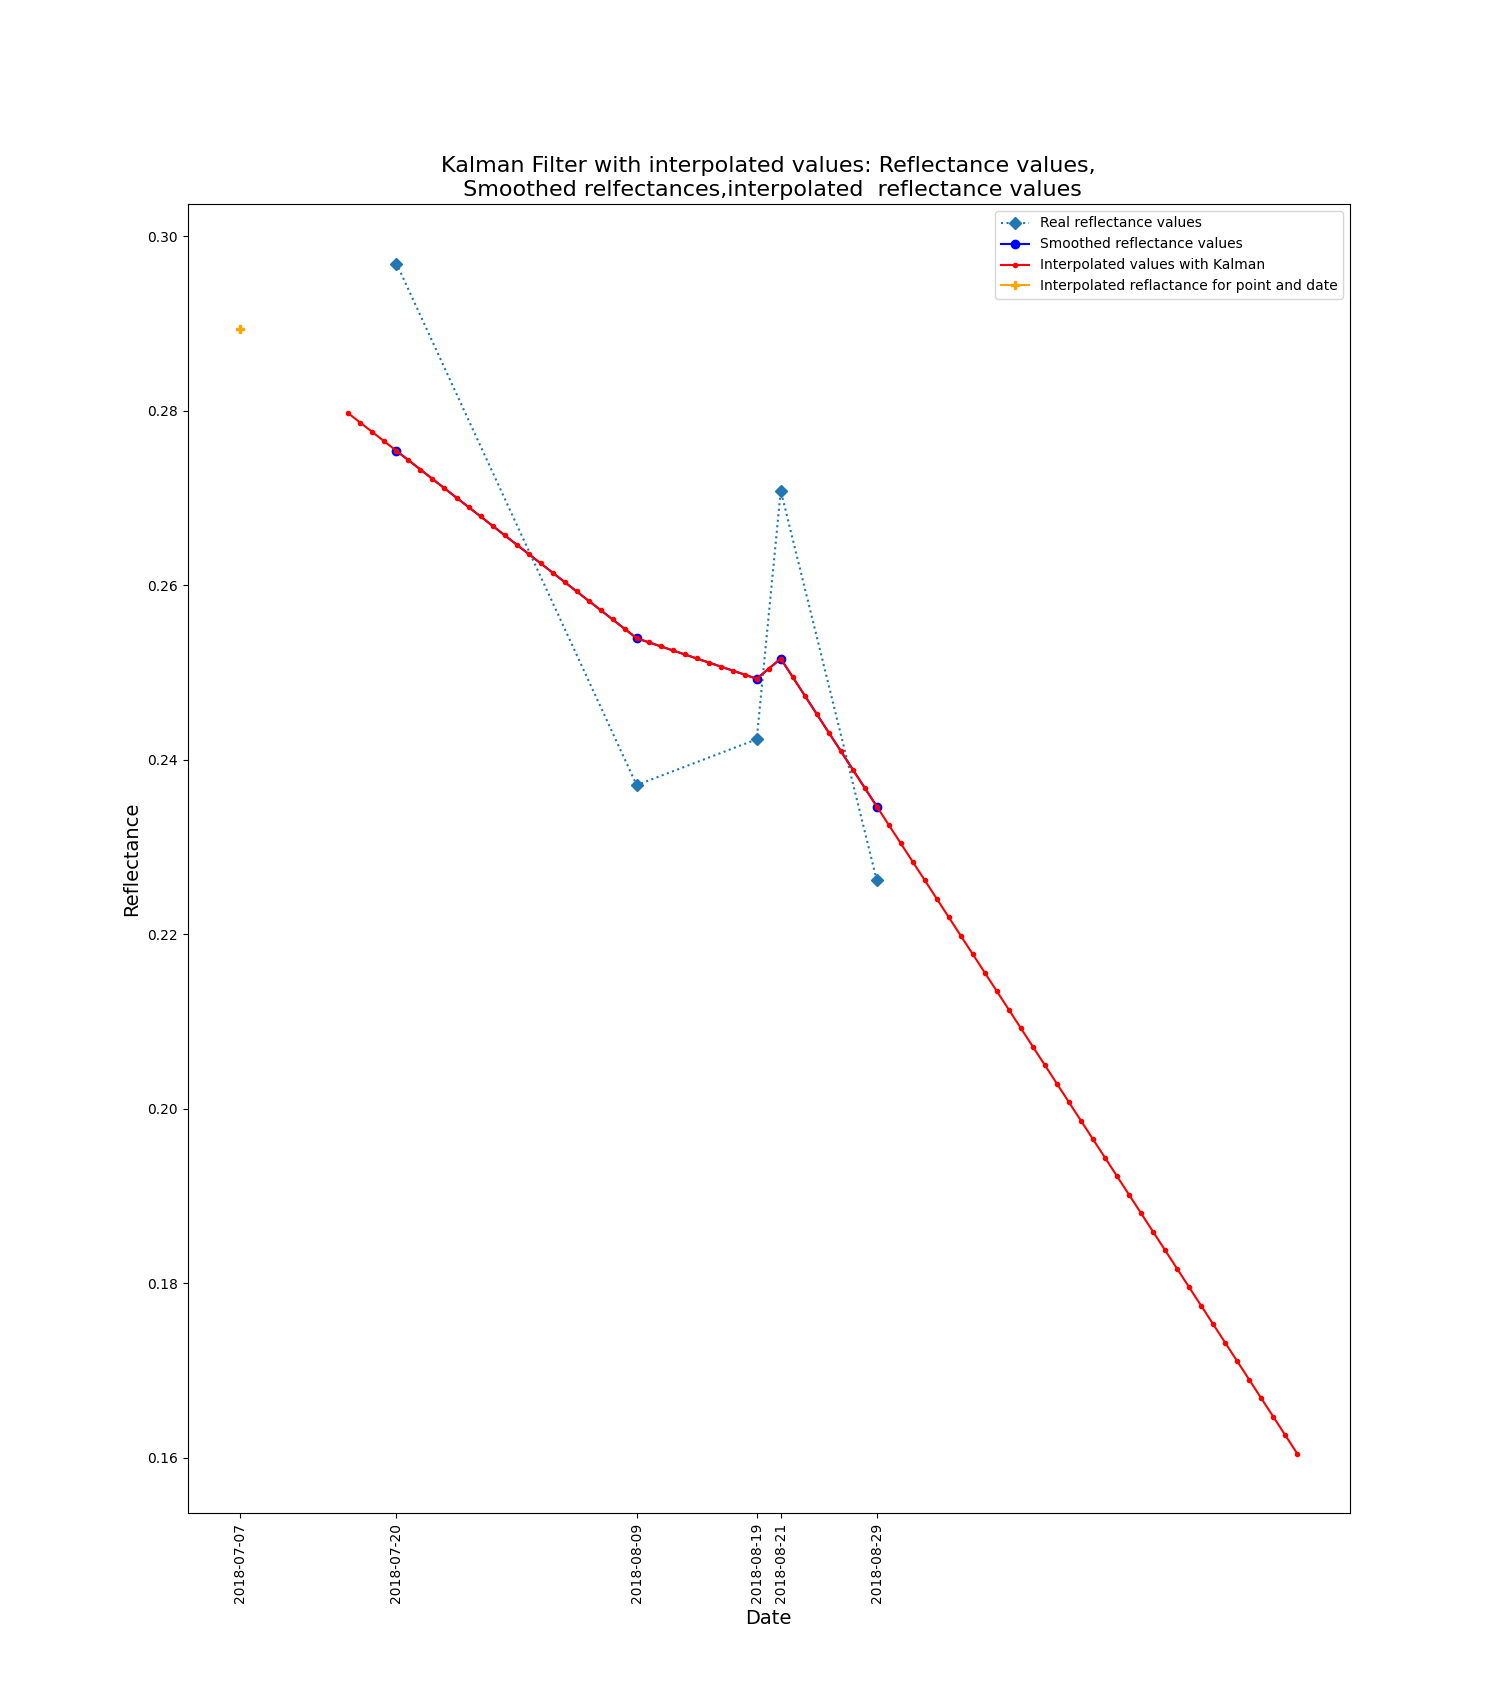 Kalman Filter with interpolated values: Reflectance values,
Smoothed relfectances,interpolated  reflectance values
Real reflectance values
Smoothed reflectance values
Interpolated values with Kalman
Interpolated reflactance for point and date
Reflectance
0.30
0.28
0.26
0.24
0.22
0.20
0.18
0.16
2018-07-07
2018-07-20
2018-08-09
2018-08-19
2018-08-21
2018-08-29
Date